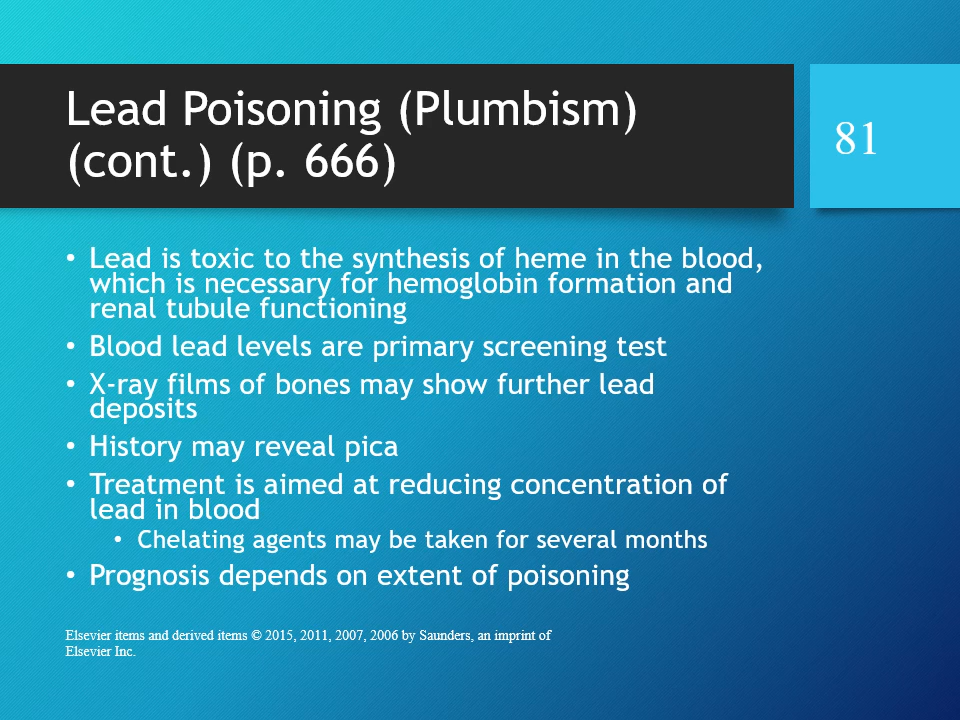 Lead Poisoning (Plumbism)
(cont.) (p. 666)
81
• Lead is toxic to the synthesis of heme in the blood,
which is necessary for hemoglobin formation and
renal tubule functioning
• Blood lead levels are primary screening test
• X-ray films of bones may show further lead
deposits
• History may reveal pica
• Treatment is aimed at reducing concentration of
lead in blood
• Chelating agents may be taken for several months
• Prognosis depends on extent of poisoning
Elsevier items and derived items © 2015, 2011, 2007, 2006 by Saunders, an imprint of
Elsevier Inc.